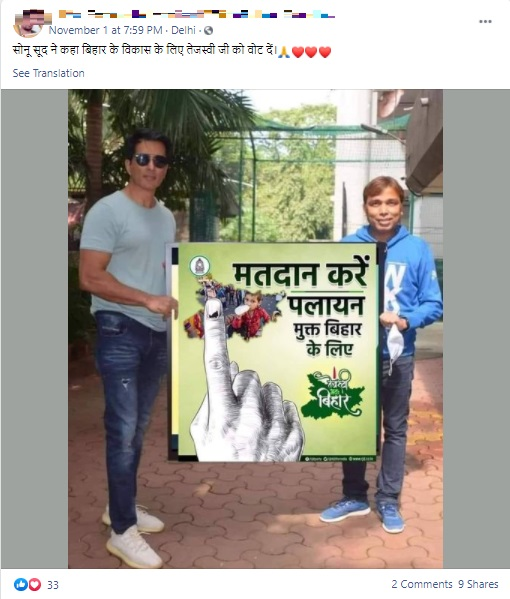 November 1 at 7:59 PM · Delhi ·
सोनू सूद ने कहा बिहार के विकास के लिए तेजस्वी जी को वोट दें।🙏❤️❤️❤️
See Translation
मतदान करें
पलायन
मुक्त बिहार
के लिए
बिहार
33
2 Comments 9 Shares